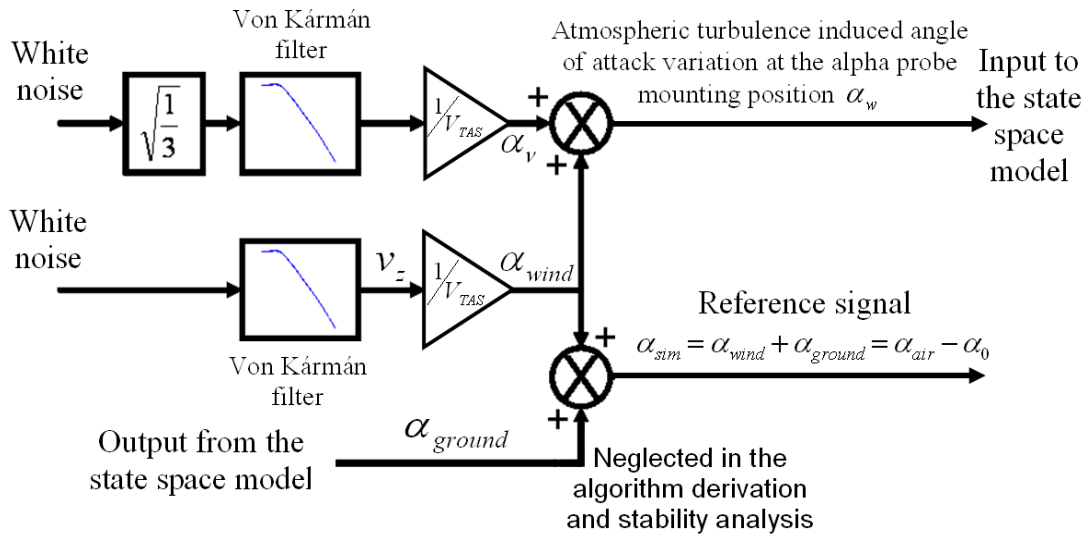 Von Kármán
filter
White
noise
√1/3
1/V_TAS
α_v
+
+
Atmospheric turbulence induced angle
of attack variation at the alpha probe
mounting position α_w
Input to
the state
space
model
White
noise
v_z
1/V_TAS
α_wind
Von Kármán
filter
Reference signal
α_sim = α_wind + α_ground = α_air − α_0
+
+
Output from the
state space model
α_ground
Neglected in the
algorithm derivation
and stability analysis